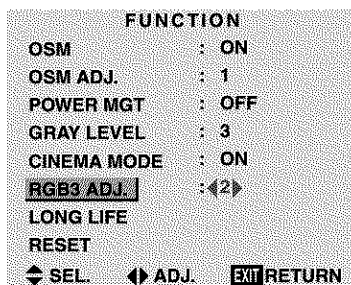 FUNCTION
OSM : ON
OSM ADJ. : 1
POWER MGT : OFF
GRAY LEVEL : 3
CINEMA MODE : ON
RGB3 ADJ. : 2
LONG LIFE
RESET
SEL. ADJ. EXIT RETURN